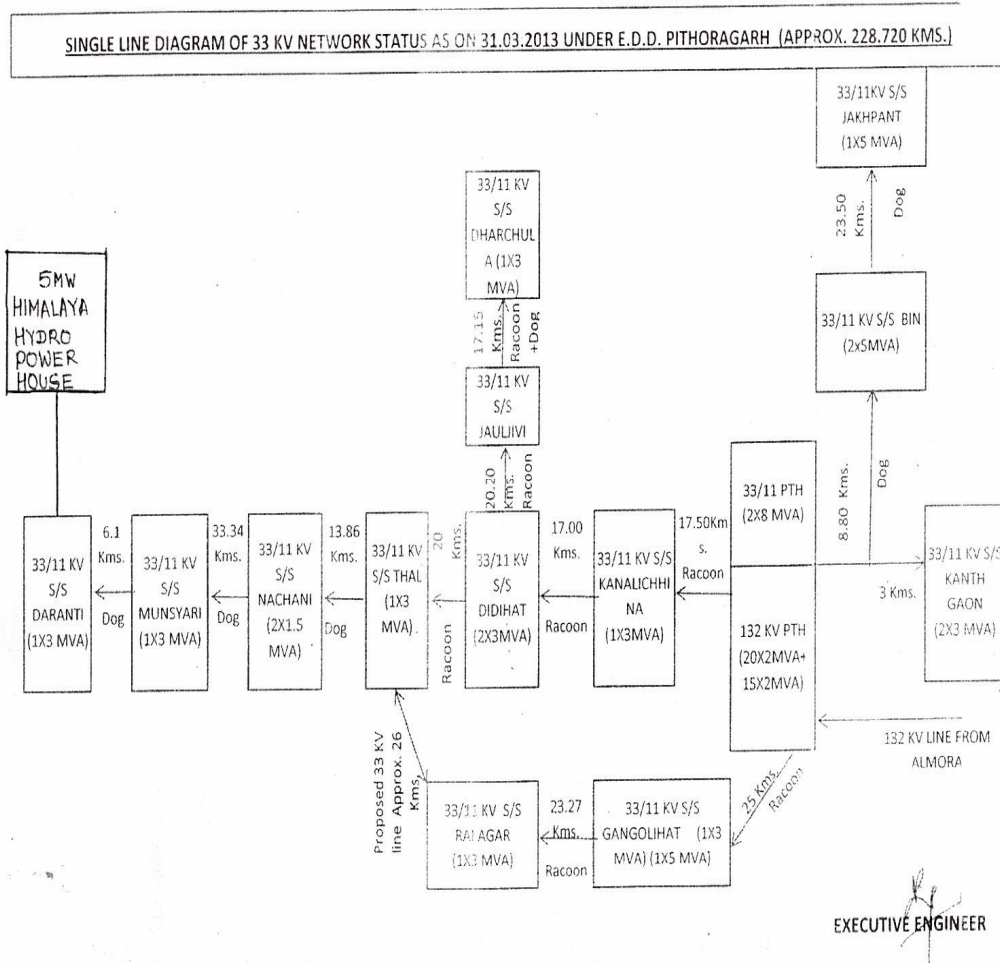 SINGLE LINE DIAGRAM OF 33 KV NETWORK STATUS AS ON 31.03.2013 UNDER E.D.D. PITHORAGARH (APPROX. 228.720 KMS.)
33/11KV S/S
JAKHPANT
(1X5 MVA)
23.50
Kms.
Dog
33/11 KV
S/S
DHARCHUL
A (1X3
MVA)
17.15
Kms.
Racoon
+Dog
5MW
HIMALAYA
HYDRO
POWER
HOUSE
33/11 KV S/S BIN
(2x5MVA)
33/11 KV
S/S
JAULJIVI
20.20
Kms.
Racoon
8.80 Kms.
Dog
33/11 PTH
(2X8 MVA)
132 KV PTH
(20X2MVA+
15X2MVA)
33/11 KV
S/S
DARANTI
(1X3 MVA)
6.1
Kms.
Dog
33/11 KV
S/S
MUNSYARI
(1X3 MVA)
33.34
Kms.
Dog
33/11 KV
S/S
NACHANI
(2X1.5
MVA)
13.86
Kms.
Dog
33/11 KV
S/S THAL
(1X3
MVA)
20
Kms.
Racoon
33/11 KV
S/S
DIDIHAT
(2X3MVA)
17.00
Kms.
Racoon
33/11 KV S/S
KANALICHHI
NA
(1X3MVA)
17.50Km
s.
Racoon
3 Kms.
33/11 KV S/S
KANTH
GAON
(2X3 MVA)
132 KV LINE FROM
ALMORA
25 Kms.
Racoon
Proposed 33 KV
line Approx. 26
Kms.
33/11 KV S/S
RAIAGAR
(1X3 MVA)
23.27
Kms.
Racoon
33/11 KV S/S
GANGOLIHAT (1X3
MVA) (1X5 MVA)
EXECUTIVE ENGINEER